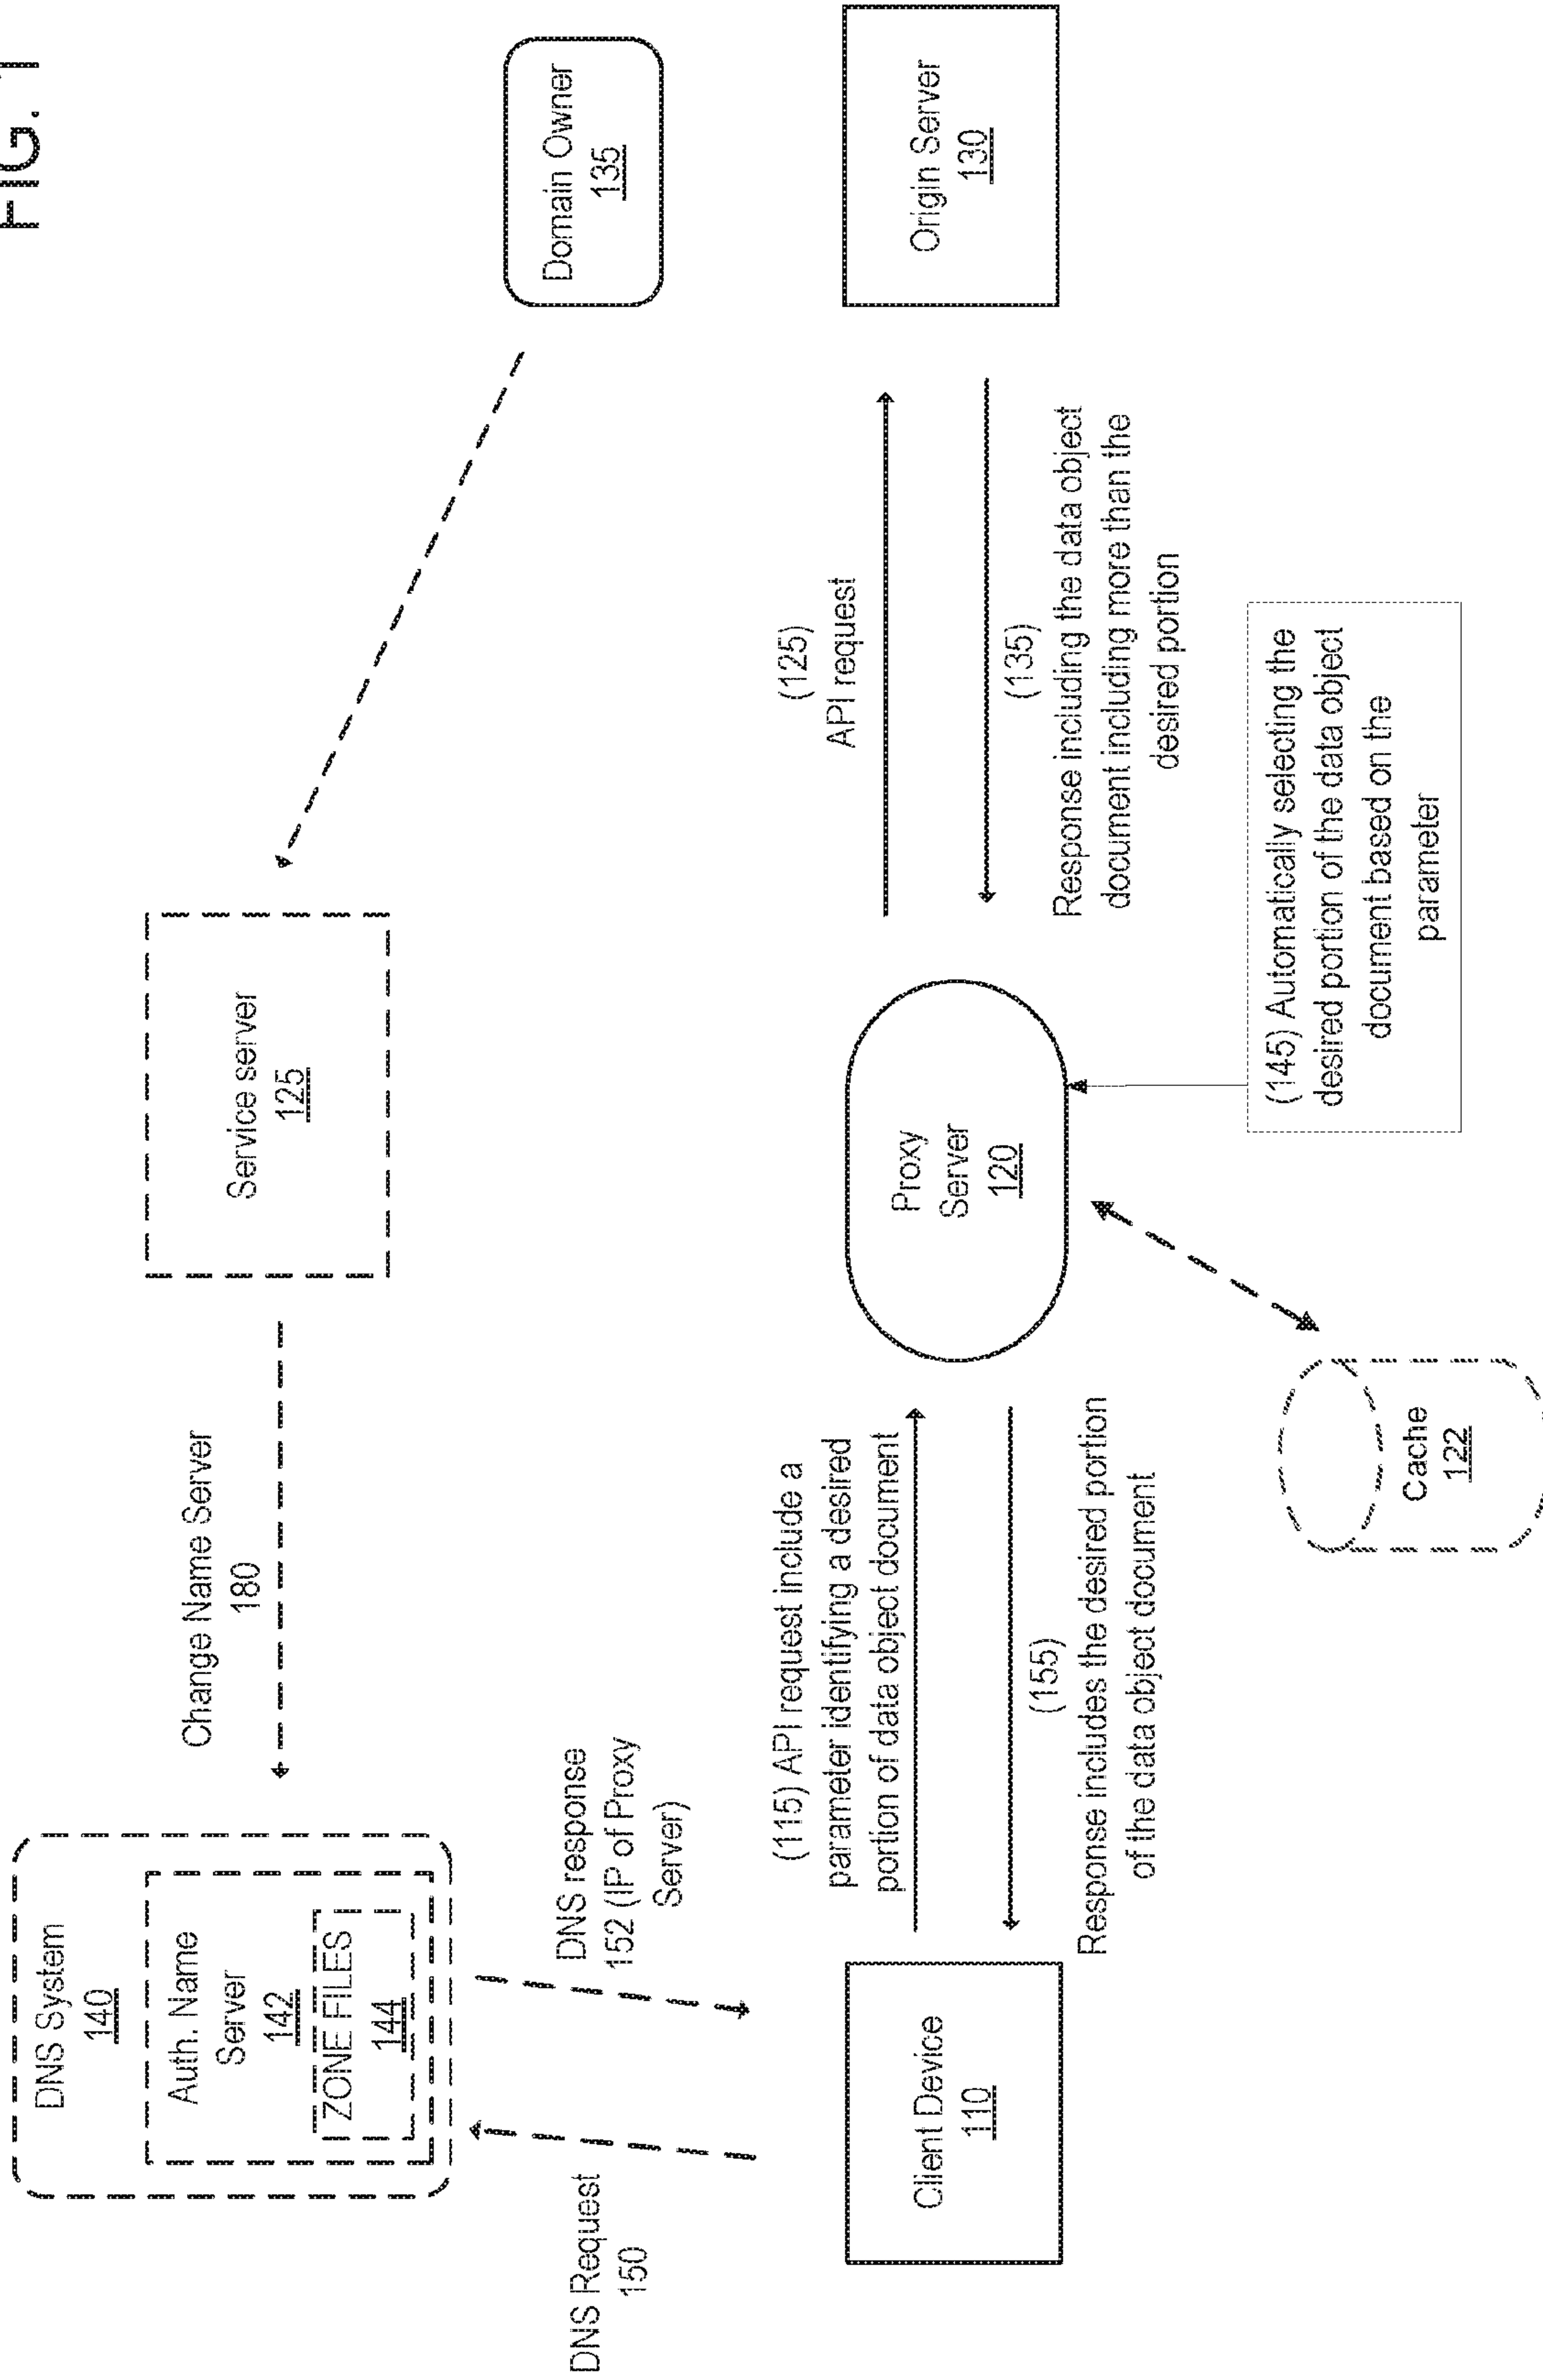 FIG. 1
DNS System
140
Auth. Name
Server
142
ZONE FILES
144
Change Name Server
180
Service server
125
Domain Owner
135
DNS Request
150
DNS response
152 (IP of Proxy
Server)
Client Device
110
(115) API request include a
parameter identifying a desired
portion of data object document
(155)
Response includes the desired portion
of the data object document
Proxy
Server
120
Cache
122
(125)
API request
(135)
Response including the data object
document including more than the
desired portion
(145) Automatically selecting the
desired portion of the data object
document based on the
parameter
Origin Server
130